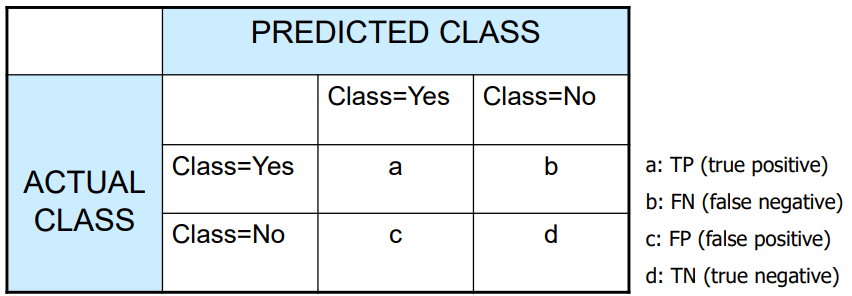 PREDICTED CLASS
Class=Yes Class=No
ACTUAL CLASS
Class=Yes a b
Class=No c d
a: TP (true positive)
b: FN (false negative)
c: FP (false positive)
d: TN (true negative)